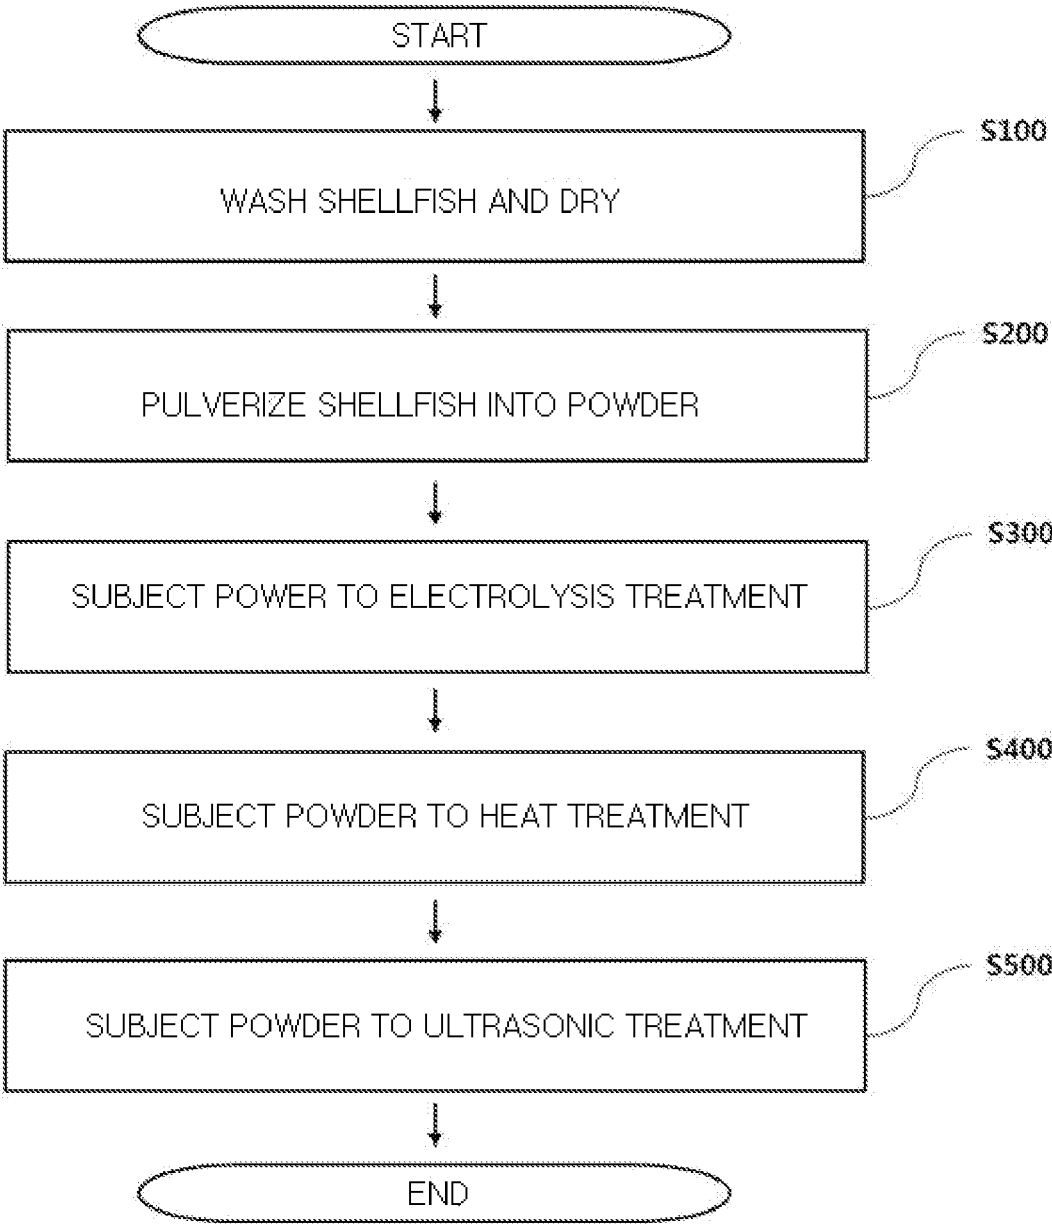 START
S100
WASH SHELLFISH AND DRY
S200
PULVERIZE SHELLFISH INTO POWDER
S300
SUBJECT POWER TO ELECTROLYSIS TREATMENT
S400
SUBJECT POWDER TO HEAT TREATMENT
S500
SUBJECT POWDER TO ULTRASONIC TREATMENT
END